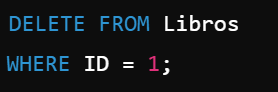 DELETE FROM Libros
WHERE ID = 1;